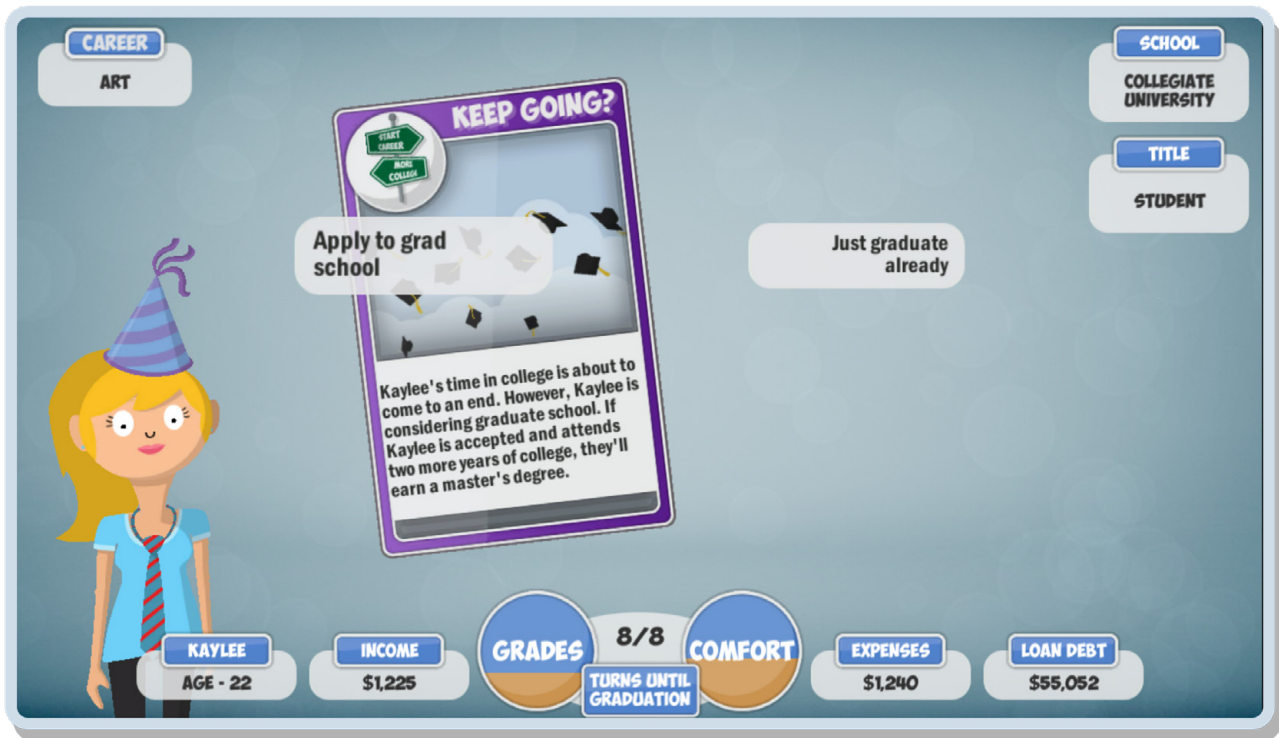 CAREER
ART
SCHOOL
COLLEGIATE
UNIVERSITY
TITLE
STUDENT
KEEP GOING?
START
CAREER
MORE
COLLEGE
Apply to grad
school
Just graduate
already
Kaylee's time in college is about to
come to an end. However, Kaylee is
considering graduate school. If
Kaylee is accepted and attends
two more years of college, they'll
earn a master's degree.
KAYLEE
AGE - 22
INCOME
$1,225
GRADES
8/8
TURNS UNTIL
GRADUATION
COMFORT
EXPENSES
$1,240
LOAN DEBT
$55,052